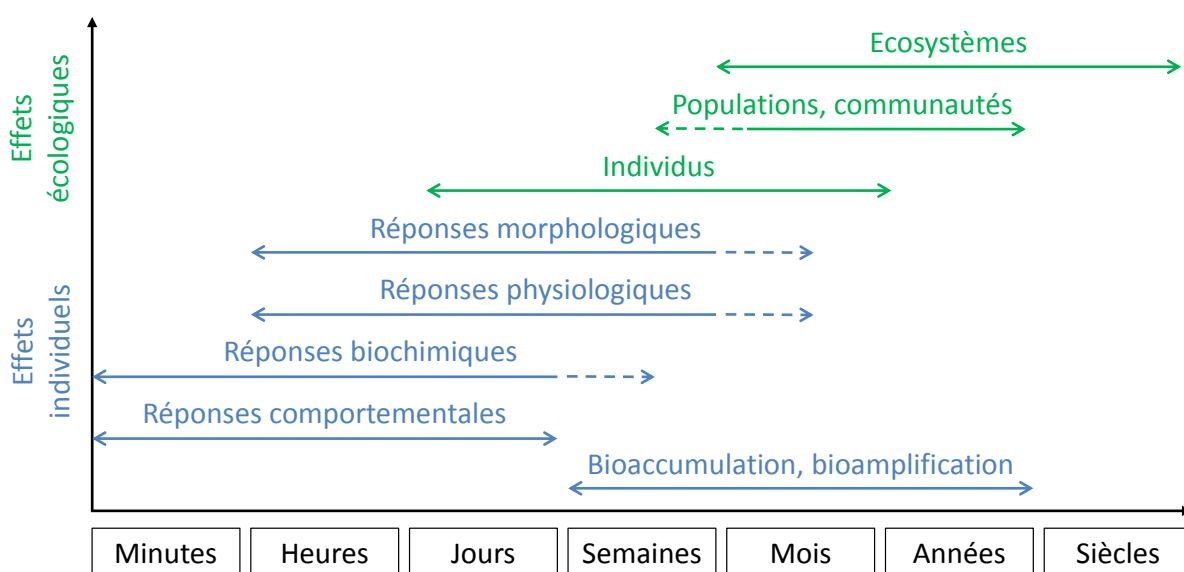 Effets
écologiques
Ecosystèmes
Populations, communautés
Individus
Effets
individuels
Réponses morphologiques
Réponses physiologiques
Réponses biochimiques
Réponses comportementales
Bioaccumulation, bioamplification
Minutes
Heures
Jours
Semaines
Mois
Années
Siècles